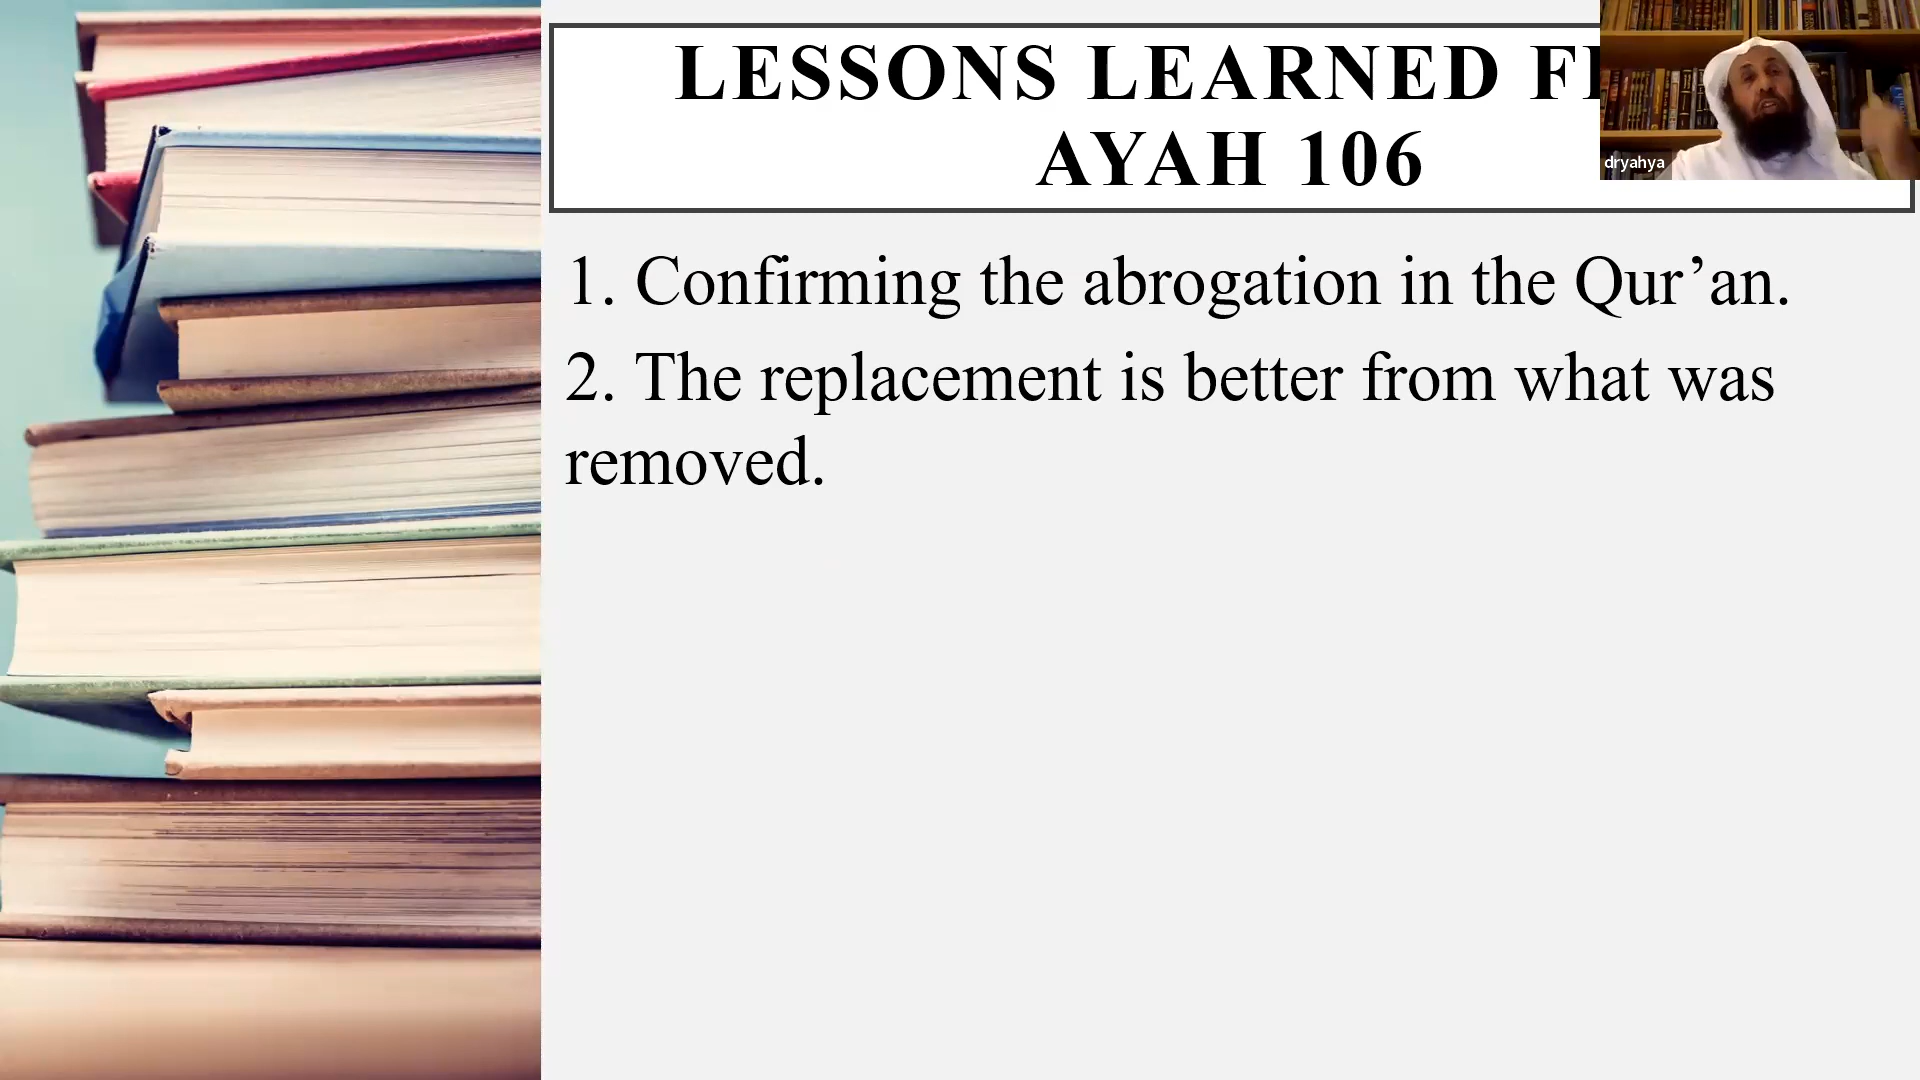 LESSONS LEARNED
AYAH 106
dryahya
1. Confirming the abrogation in the Qur’an.
2. The replacement is better from what was
removed.